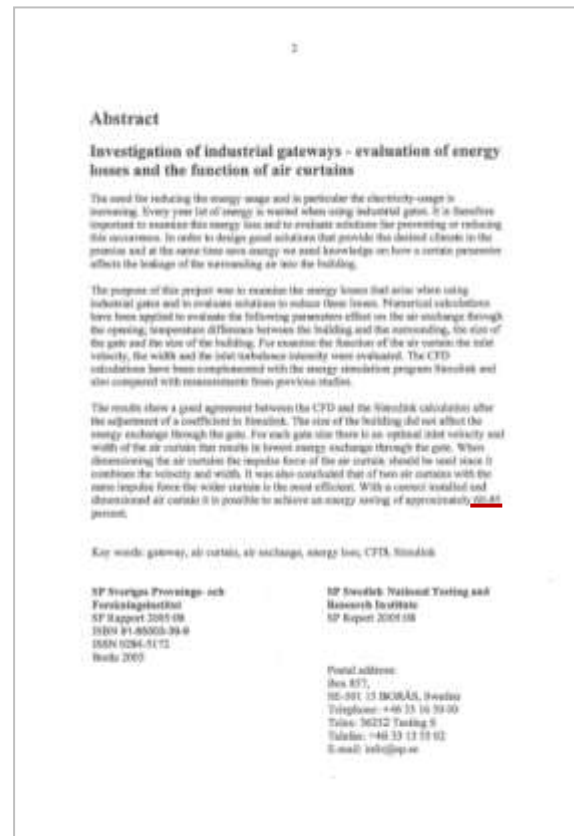 2
Abstract
Investigation of industrial gateways - evaluation of energy
losses and the function of air curtains
The need for reducing the energy usage and in particular the electricity-usage is
increasing. Every year lot of energy is wasted when using industrial gates. It is therefore
important to examine this energy loss and to evaluate solutions for preventing or reducing
this occurrence. In order to design good solutions that provide the desired climate in the
premise and at the same time save energy we need knowledge on how a certain parameter
affects the leakage of the surrounding air into the building.
The purpose of this project was to examine the energy losses that arise when using
industrial gates and to evaluate solutions to reduce these losses. Numerical calculations
have been applied to evaluate the following parameters effect on the air exchange through
the opening; temperature difference between the building and the surrounding, the size of
the gate and the size of the building. For examine the function of the air curtain the inlet
velocity, the width and the inlet turbulence intensity were evaluated. The CFD
calculations have been complemented with the energy simulation program Simulink and
also compared with measurements from previous studies.
The results show a good agreement between the CFD and the Simulink calculation after
the adjustment of a coefficient in Simulink. The size of the building did not affect the
energy exchange through the gate. For each gate size there is an optimal inlet velocity and
width of the air curtain that results in lowest energy exchange through the gate. When
dimensioning the air curtains the impulse force of the air curtain should be used since it
combines the velocity and width. It was also concluded that of two air curtains with the
same impulse force the wider curtain is the most efficient. With a correct installed and
dimensioned air curtain it is possible to achieve an energy saving of approximately
percent.
Key words: gateway, air curtain, air exchange, energy loss, CFD, Simulink
SP Sveriges Provnings- och
Forskningsinstitut
SP Rapport 2005:08
ISBN
ISSN 0284-5172
Borås 2005
SP Swedish National Testing and
Research Institute
SP Report 2005:08
Postal address:
Box 857,
SE-501 15 BORÅS, Sweden
Telephone: +46 33 16 50 00
Telex: 36252 Testing S
Telefax: +46 33 13 55 02
E-mail: info@sp.se